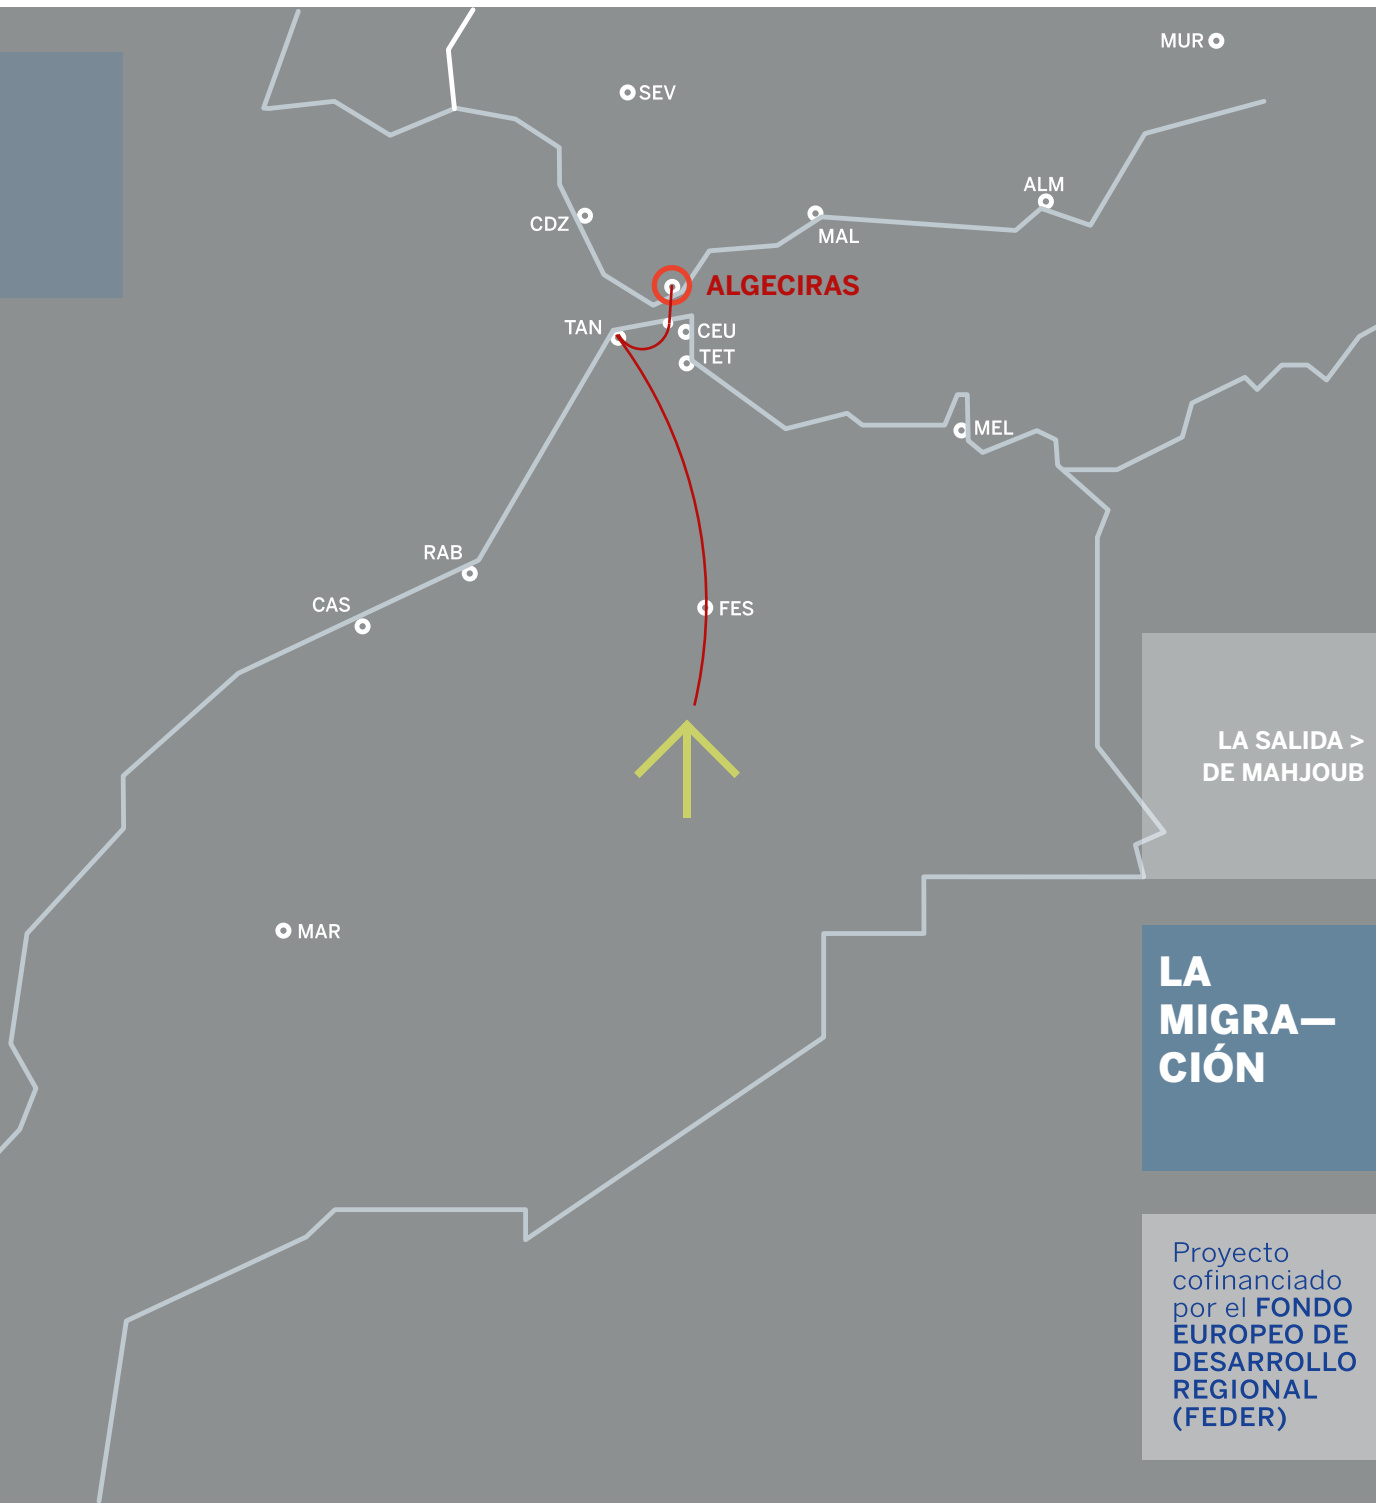 MUR
SEV
ALM
CDZ
MAL
ALGECIRAS
TAN
CEU
TET
MEL
RAB
CAS
FES
LA SALIDA >
DE MAHJOUB
MAR
LA
MIGRA—
CIÓN
Proyecto
cofinanciado
por el FONDO
EUROPEO DE
DESARROLLO
REGIONAL
(FEDER)